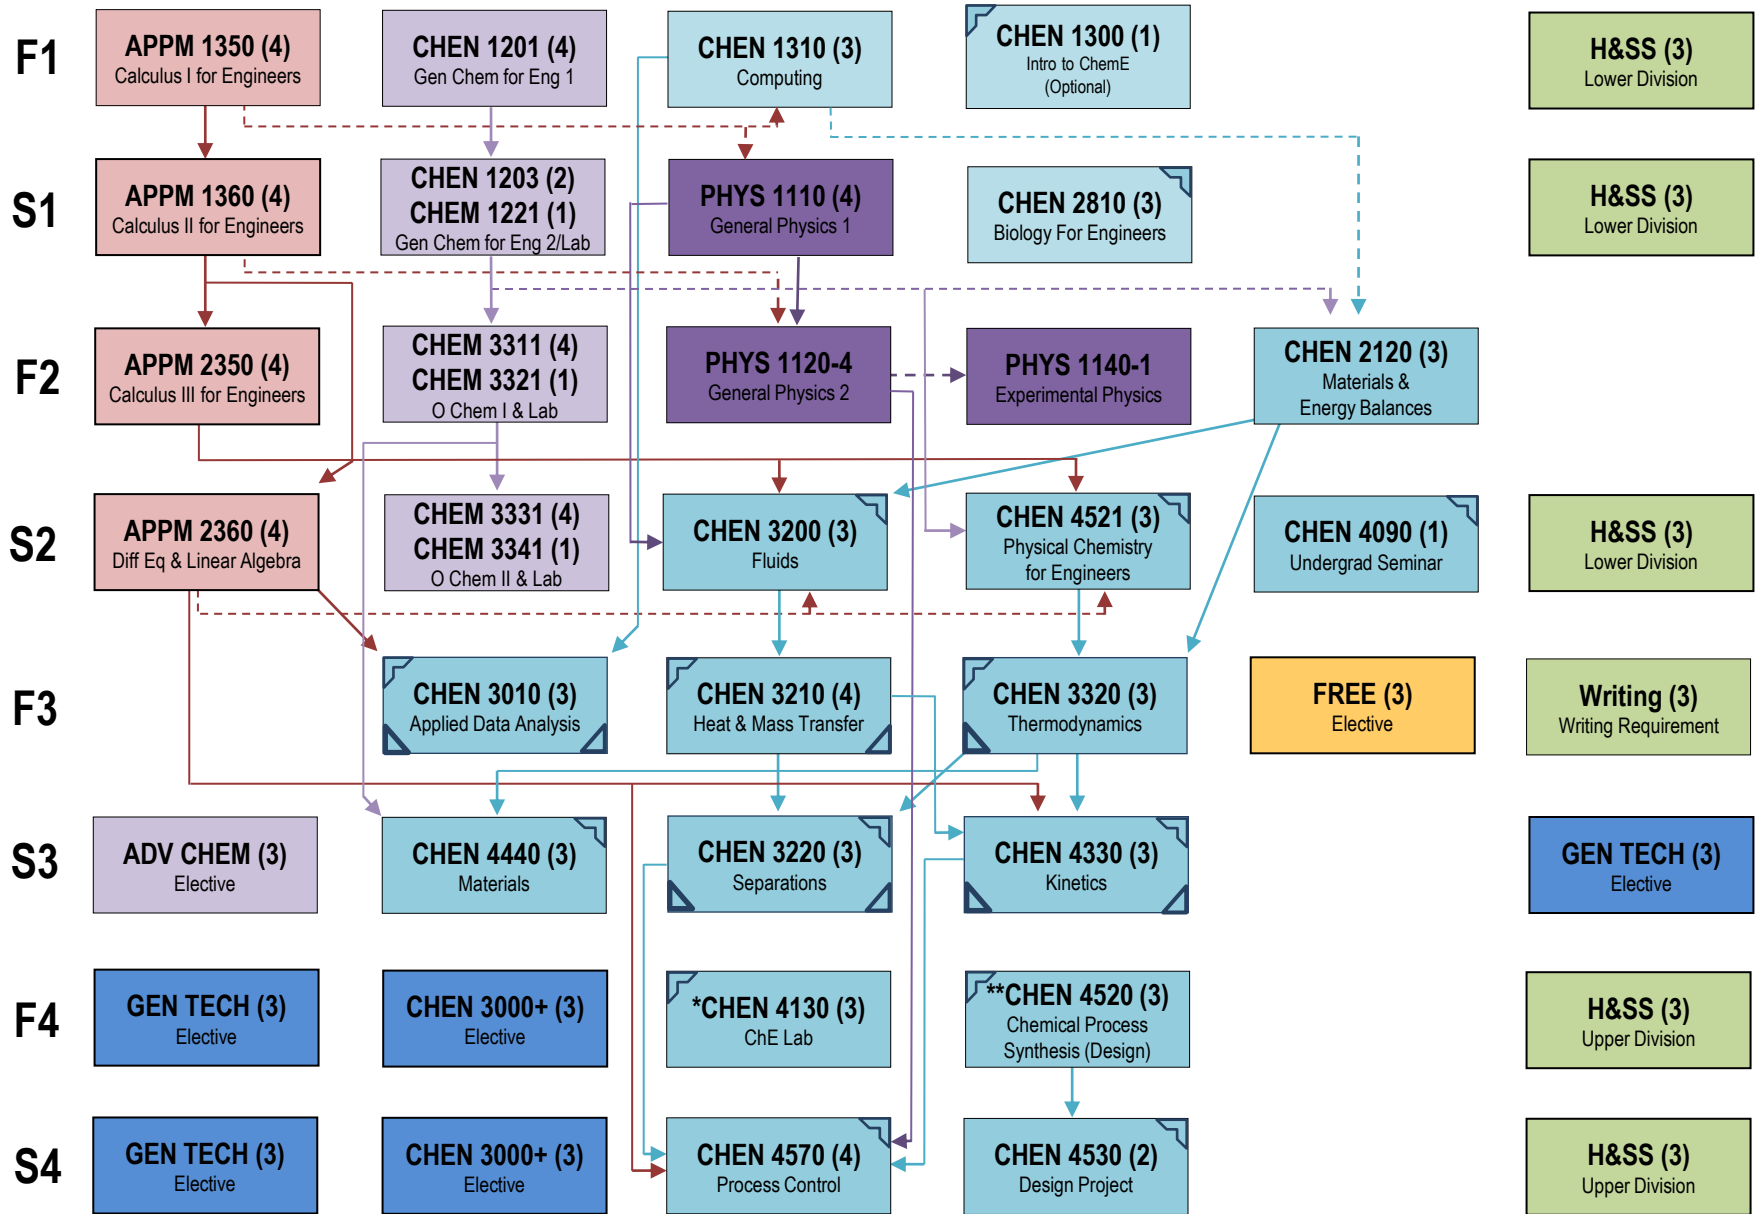 F1
APPM 1350 (4)
Calculus I for Engineers
CHEN 1201 (4)
Gen Chem for Eng 1
CHEN 1310 (3)
Computing
CHEN 1300 (1)
Intro to ChemE
(Optional)
H&SS (3)
Lower Division
S1
APPM 1360 (4)
Calculus II for Engineers
CHEN 1203 (2)
CHEM 1221 (1)
Gen Chem for Eng 2/Lab
PHYS 1110 (4)
General Physics 1
CHEN 2810 (3)
Biology For Engineers
H&SS (3)
Lower Division
F2
APPM 2350 (4)
Calculus III for Engineers
CHEM 3311 (4)
CHEM 3321 (1)
O Chem I & Lab
PHYS 1120-4
General Physics 2
PHYS 1140-1
Experimental Physics
CHEN 2120 (3)
Materials &
Energy Balances
S2
APPM 2360 (4)
Diff Eq & Linear Algebra
CHEM 3331 (4)
CHEM 3341 (1)
O Chem II & Lab
CHEN 3200 (3)
Fluids
CHEN 4521 (3)
Physical Chemistry
for Engineers
CHEN 4090 (1)
Undergrad Seminar
H&SS (3)
Lower Division
F3
CHEN 3010 (3)
Applied Data Analysis
CHEN 3210 (4)
Heat & Mass Transfer
CHEN 3320 (3)
Thermodynamics
FREE (3)
Elective
Writing (3)
Writing Requirement
S3
ADV CHEM (3)
Elective
CHEN 4440 (3)
Materials
CHEN 3220 (3)
Separations
CHEN 4330 (3)
Kinetics
GEN TECH (3)
Elective
F4
GEN TECH (3)
Elective
CHEN 3000+ (3)
Elective
*CHEN 4130 (3)
ChE Lab
**CHEN 4520 (3)
Chemical Process
Synthesis (Design)
H&SS (3)
Upper Division
S4
GEN TECH (3)
Elective
CHEN 3000+ (3)
Elective
CHEN 4570 (4)
Process Control
CHEN 4530 (2)
Design Project
H&SS (3)
Upper Division